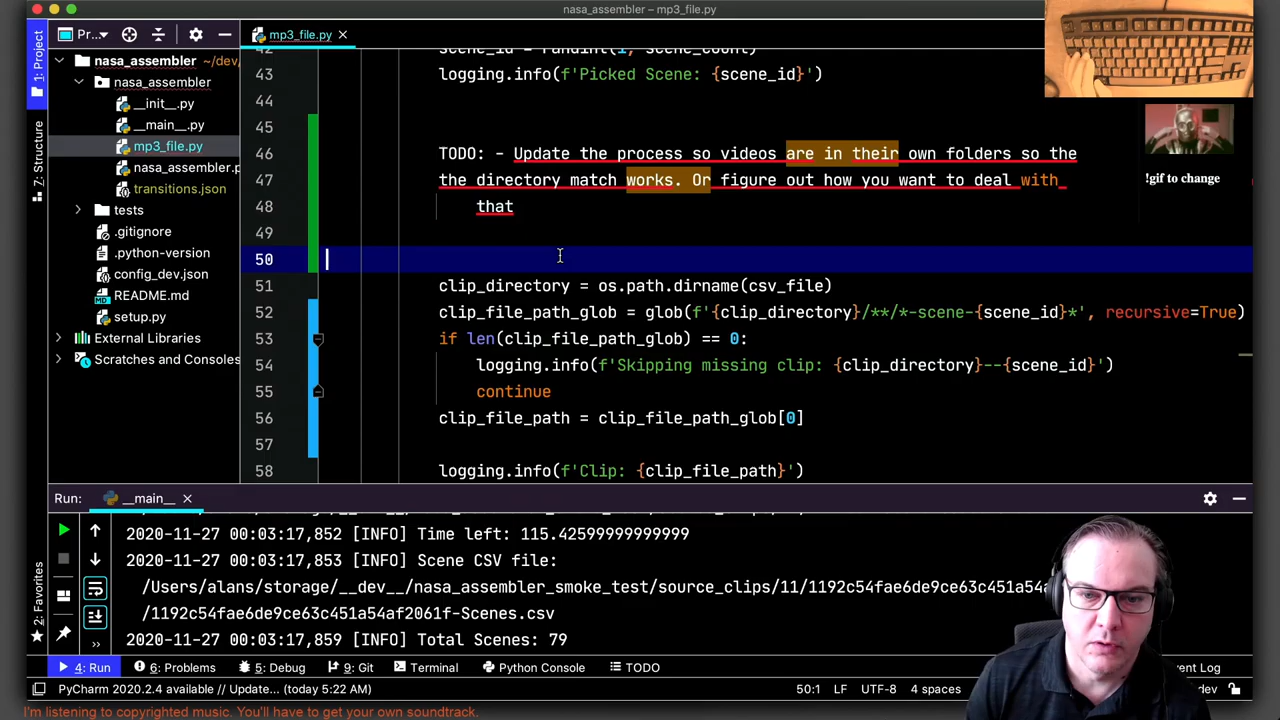 nasa_assembler – mp3_file.py
Pr...
mp3_file.py
1: Project
nasa_assembler ~/dev/
nasa_assembler
__init__.py
__main__.py
mp3_file.py
nasa_assembler.p
transitions.json
tests
.gitignore
.python-version
config_dev.json
README.md
setup.py
External Libraries
Scratches and Consoles
7: Structure
2: Favorites
42 scene_id = randint(1, scene_count)
43 logging.info(f'Picked Scene: {scene_id}')
44
45
46 TODO: - Update the process so videos are in their own folders so the
47 the directory match works. Or figure out how you want to deal with
48 that
49
50
51 clip_directory = os.path.dirname(csv_file)
52 clip_file_path_glob = glob(f'{clip_directory}/**/*-scene-{scene_id}*', recursive=True)
53 if len(clip_file_path_glob) == 0:
54 logging.info(f'Skipping missing clip: {clip_directory}--{scene_id}')
55 continue
56 clip_file_path = clip_file_path_glob[0]
57
58 logging.info(f'Clip: {clip_file_path}')
!gif to change
Run: __main__
2020-11-27 00:03:17,852 [INFO] Time left: 115.42599999999999
2020-11-27 00:03:17,853 [INFO] Scene CSV file:
/Users/alans/storage/__dev__/nasa_assembler_smoke_test/source_clips/11/1192c54fae6de9ce63c451a54
/1192c54fae6de9ce63c451a54af2061f-Scenes.csv
2020-11-27 00:03:17,859 [INFO] Total Scenes: 79
4: Run 6: Problems 5: Debug 9: Git Terminal Python Console TODO vent Log
PyCharm 2020.2.4 available // Update... (today 5:22 AM) 50:1 LF UTF-8 4 spaces dev
I'm listening to copyrighted music. You'll have to get your own soundtrack.